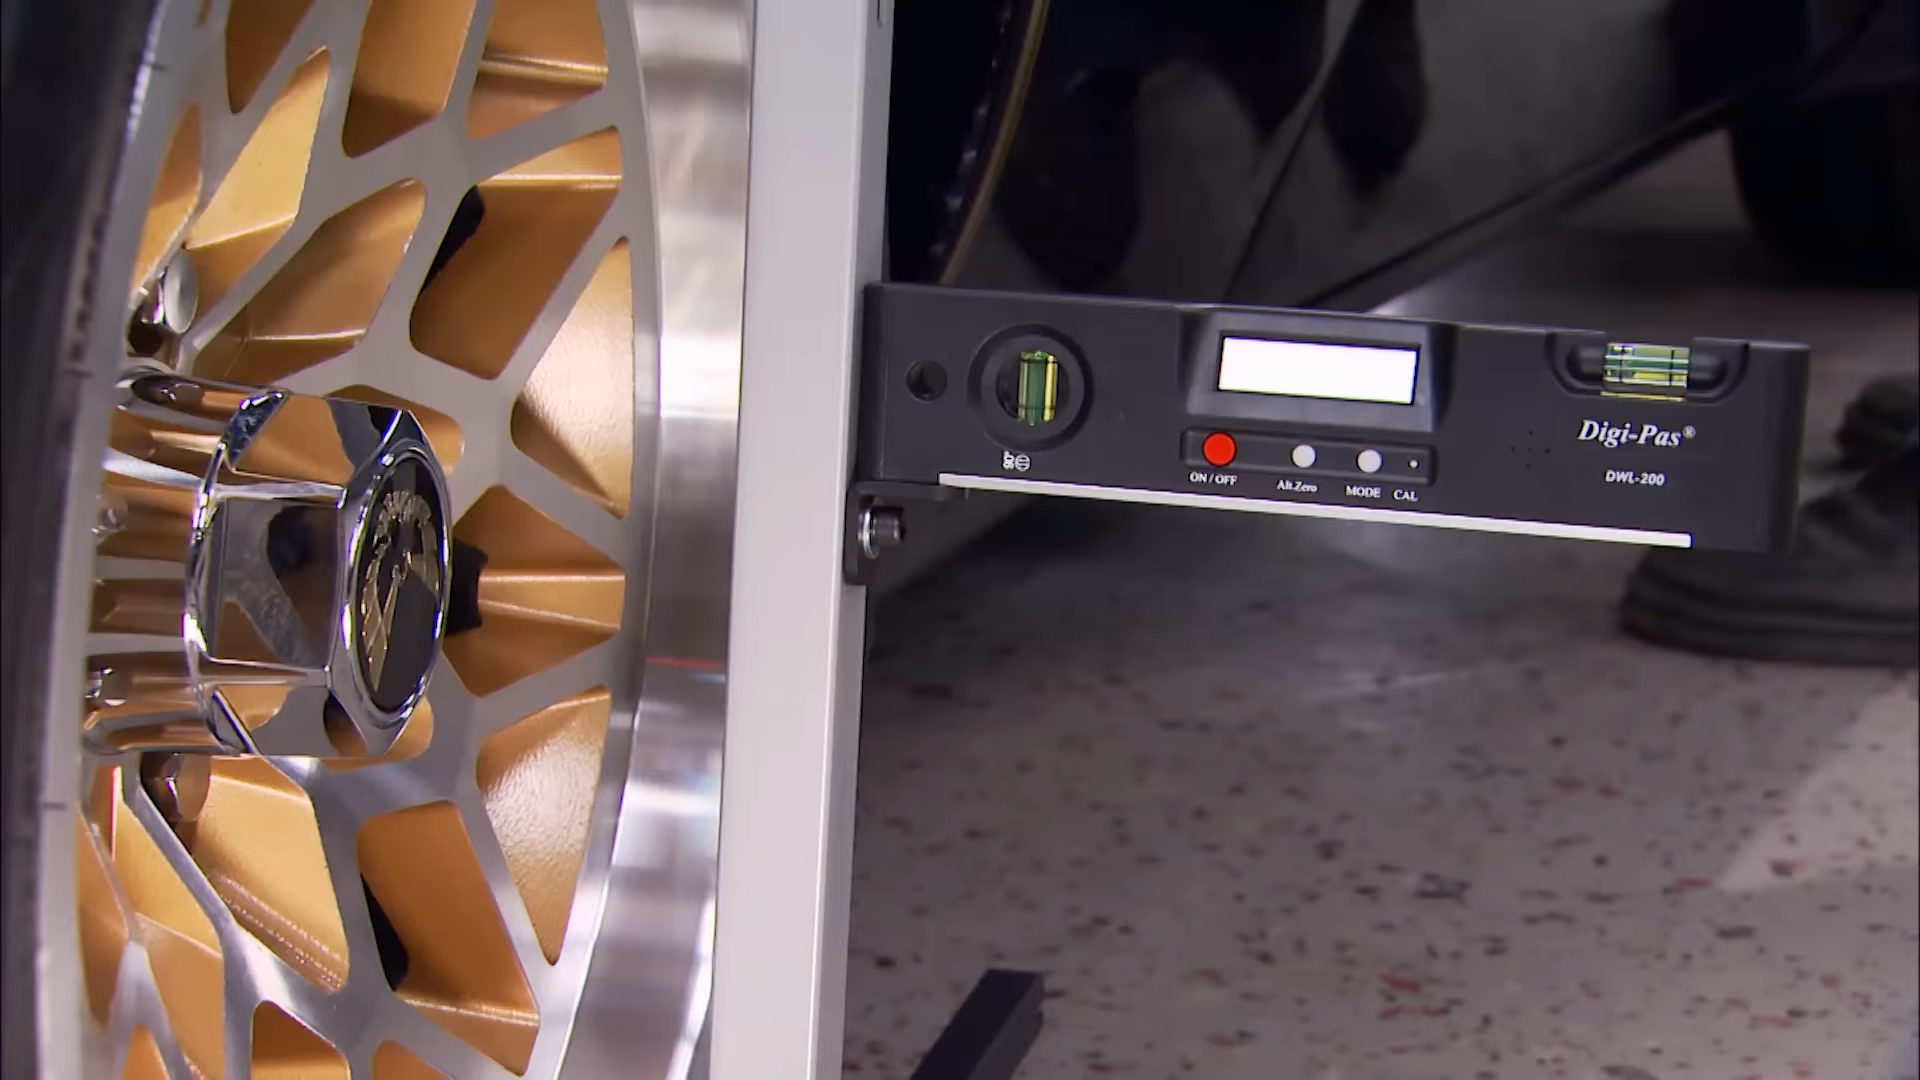 Digi-Pas®
DWL-200
ON / OFF
Alt.Zero
MODE
CAL